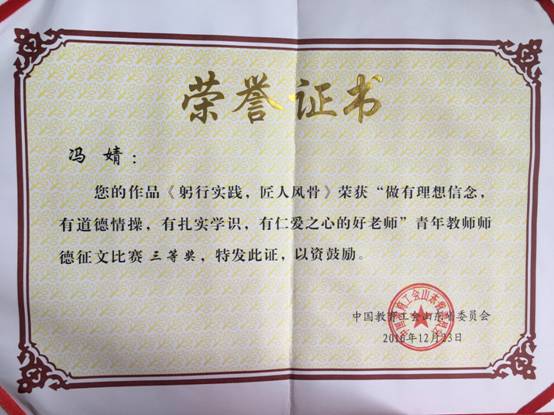 荣誉证书
冯婧：
您的作品《躬行实践，匠人风骨》荣获“做有理想信念，
有道德情操，有扎实学识，有仁爱之心的好老师”青年教师师
德征文比赛三等奖，特发此证，以资鼓励。
中国教育工会山东省委员会
2016年12月23日